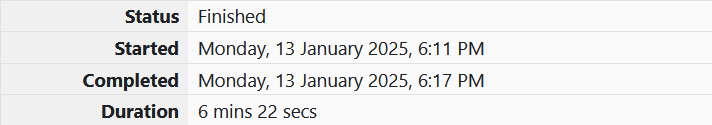 Status Finished
Started Monday, 13 January 2025, 6:11 PM
Completed Monday, 13 January 2025, 6:17 PM
Duration 6 mins 22 secs